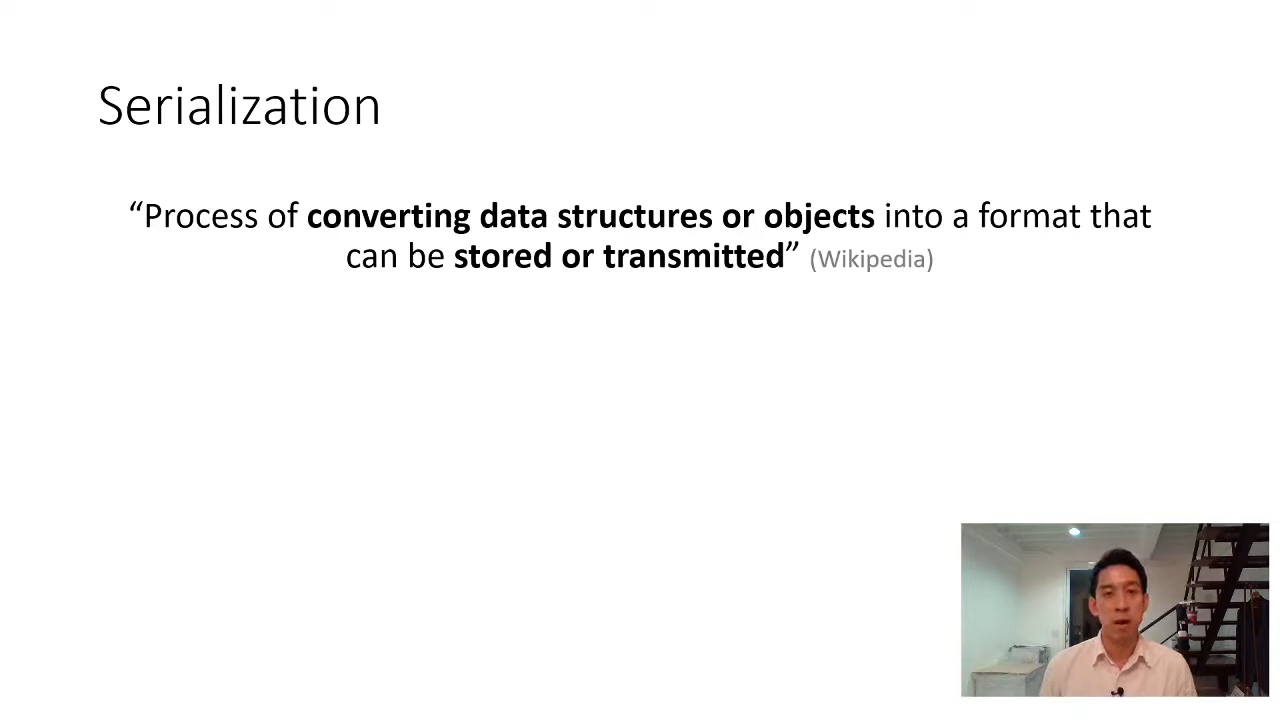 Serialization
“Process of converting data structures or objects into a format that
can be stored or transmitted” (Wikipedia)